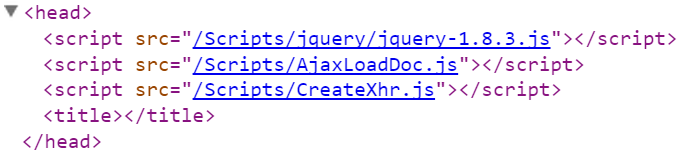 <head>
<script src="/Scripts/jquery/jquery-1.8.3.js"></script>
<script src="/Scripts/AjaxLoadDoc.js"></script>
<script src="/Scripts/CreateXhr.js"></script>
<title></title>
</head>